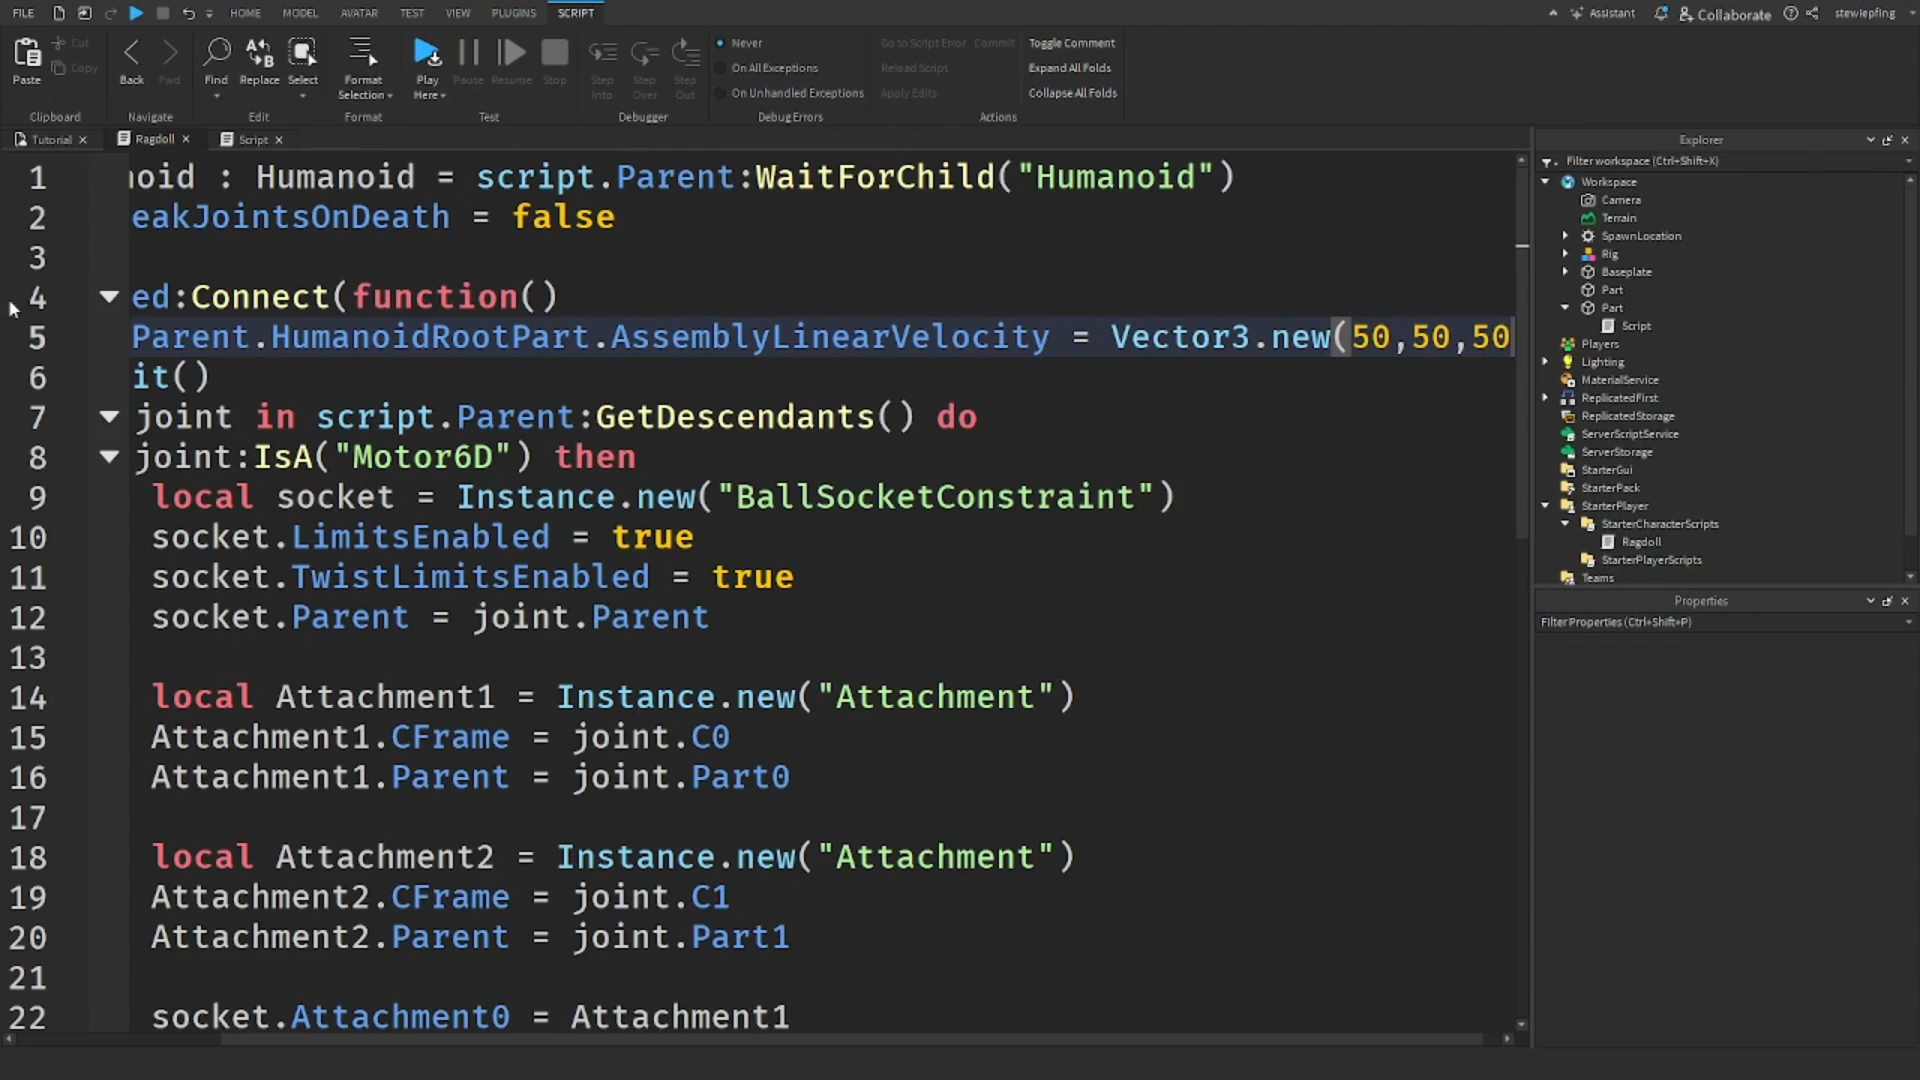 FILE HOME MODEL AVATAR TEST VIEW PLUGINS SCRIPT Assistant Collaborate stewiepfing
Paste Cut Copy Back Fwd Find Replace Select Format Selection Play Here Pause Resume Stop Step Into Step Over Step Out
Never Go to Script Error Commit Toggle Comment
On All Exceptions Reload Script Expand All Folds
On Unhandled Exceptions Apply Edits Collapse All Folds
Clipboard Navigate Edit Format Test Debugger Debug Errors Actions
Tutorial Ragdoll Script
1 noid : Humanoid = script.Parent:WaitForChild("Humanoid")
2 eakJointsOnDeath = false
3
4 ed:Connect(function()
5 Parent.HumanoidRootPart.AssemblyLinearVelocity = Vector3.new(50,50,50
6 it()
7 joint in script.Parent:GetDescendants() do
8 joint:IsA("Motor6D") then
9 local socket = Instance.new("BallSocketConstraint")
10 socket.LimitsEnabled = true
11 socket.TwistLimitsEnabled = true
12 socket.Parent = joint.Parent
13
14 local Attachment1 = Instance.new("Attachment")
15 Attachment1.CFrame = joint.C0
16 Attachment1.Parent = joint.Part0
17
18 local Attachment2 = Instance.new("Attachment")
19 Attachment2.CFrame = joint.C1
20 Attachment2.Parent = joint.Part1
21
22 socket.Attachment0 = Attachment1
Explorer
Filter workspace (Ctrl+Shift+X)
Workspace
Camera
Terrain
SpawnLocation
Rig
Baseplate
Part
Part
Script
Players
Lighting
MaterialService
ReplicatedFirst
ReplicatedStorage
ServerScriptService
ServerStorage
StarterGui
StarterPack
StarterPlayer
StarterCharacterScripts
Ragdoll
StarterPlayerScripts
Teams
Properties
Filter Properties (Ctrl+Shift+P)